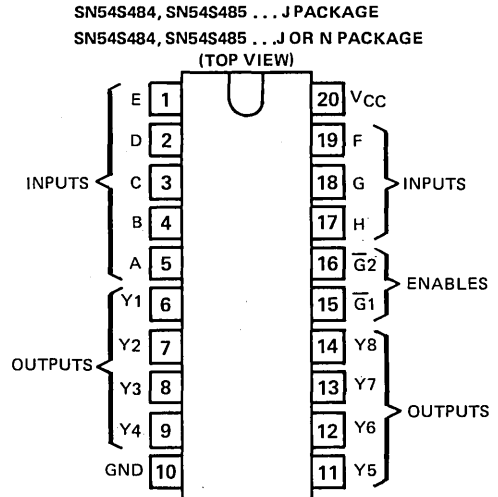 SN54S484, SN54S485 ... J PACKAGE
SN54S484, SN54S485 ... J OR N PACKAGE
(TOP VIEW)
E 1 20 VCC
D 2 19 F
INPUTS C 3 18 G INPUTS
B 4 17 H
A 5 16 G̅2
ENABLES
Y1 6 15 G̅1
Y2 7 14 Y8
OUTPUTS
Y3 8 13 Y7
OUTPUTS
Y4 9 12 Y6
GND 10 11 Y5